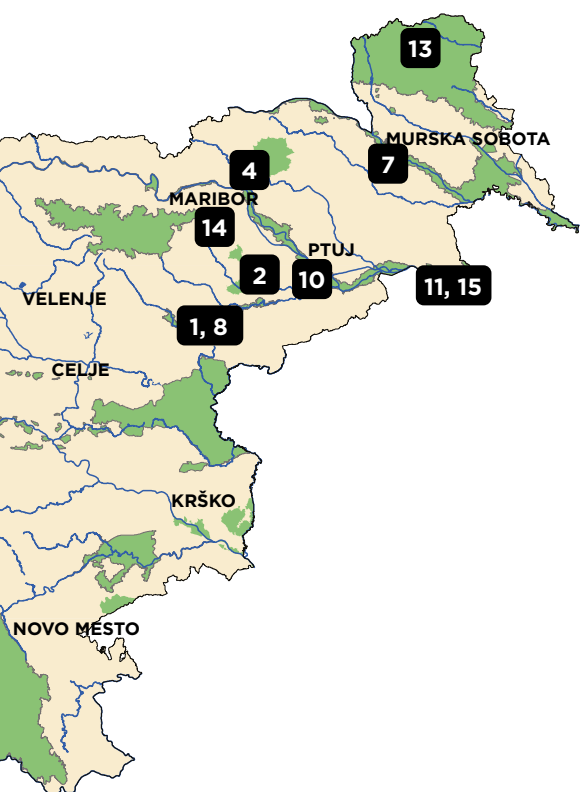 13
MURSKA SOBOTA
7
4
MARIBOR
14
PTUJ
2
10
11, 15
VELENJE
1, 8
CELJE
KRŠKO
NOVO MESTO